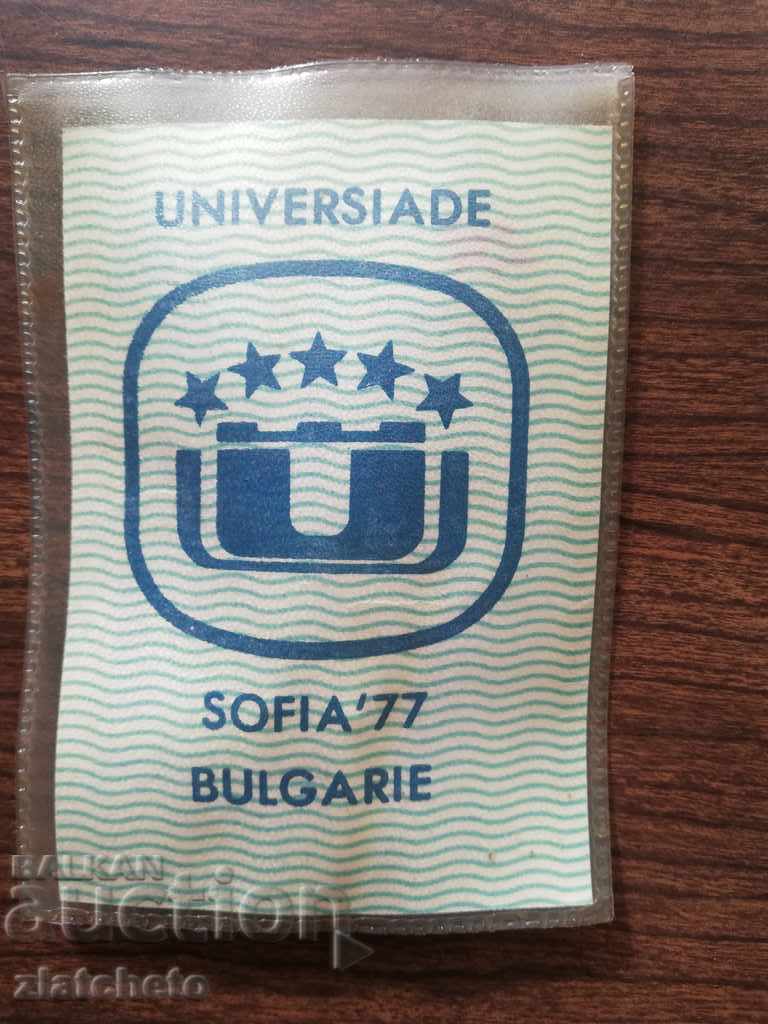 UNIVERSIADE
U
SOFIA '77
BULGARIE
BALKAN
auction
zlatcheto